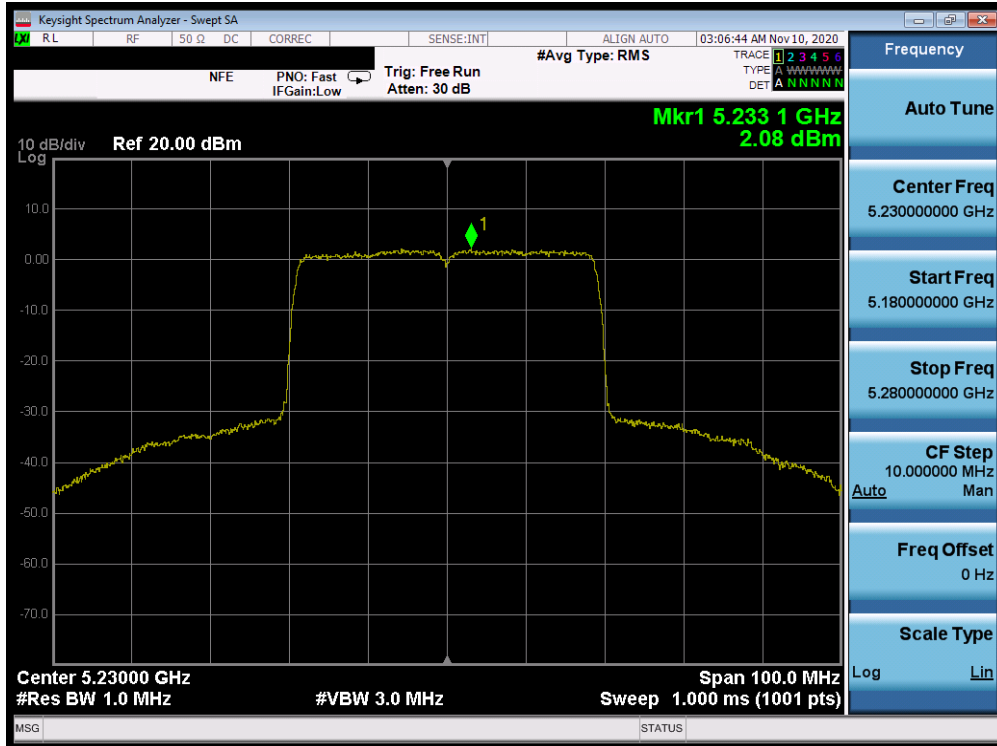 Keysight Spectrum Analyzer - Swept SA
LXI RL RF 50 Ω DC CORREC SENSE:INT ALIGN AUTO 03:06:44 AM Nov 10, 2020
#Avg Type: RMS TRACE 1 2 3 4 5 6
NFE PNO: Fast Trig: Free Run TYPE A WWWWW
IFGain:Low Atten: 30 dB DET A N N N N N
Mkr1 5.233 1 GHz
2.08 dBm
10 dB/div Ref 20.00 dBm
Log
10.0
1
0.00
-10.0
-20.0
-30.0
-40.0
-50.0
-60.0
-70.0
Center 5.23000 GHz Span 100.0 MHz
#Res BW 1.0 MHz #VBW 3.0 MHz Sweep 1.000 ms (1001 pts)
MSG STATUS
Frequency
Auto Tune
Center Freq
5.230000000 GHz
Start Freq
5.180000000 GHz
Stop Freq
5.280000000 GHz
CF Step
10.000000 MHz
Auto Man
Freq Offset
0 Hz
Scale Type
Log Lin